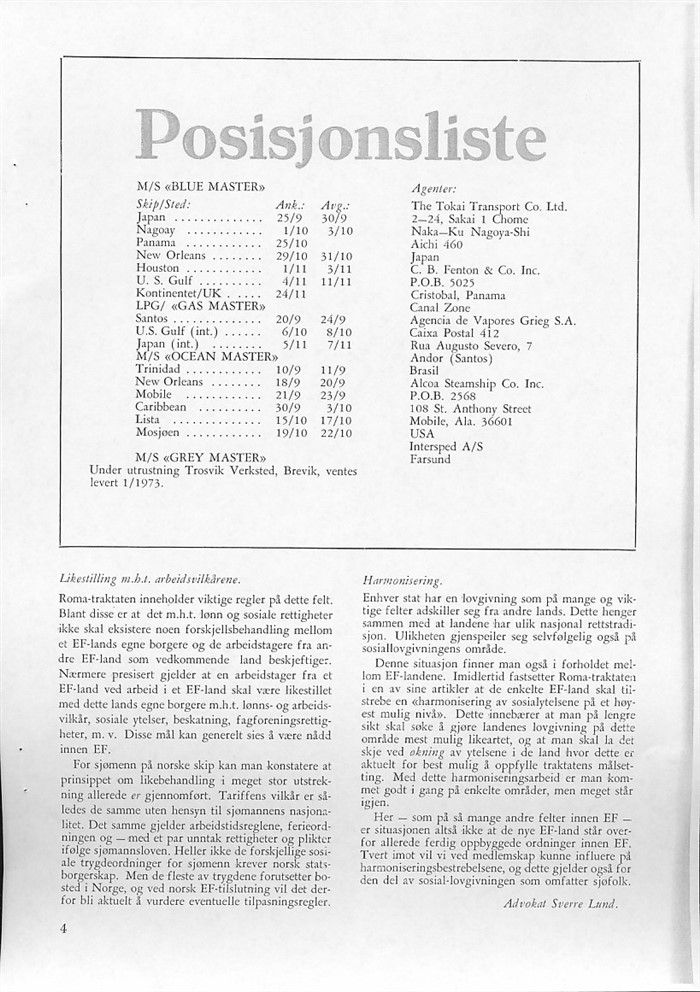 Posisjonsliste
M/S «BLUE MASTER»
Skip/Sted: Ank.: Avg.:
Japan .............. 25/9 30/9
Nagoay ............ 1/10 3/10
Panama ............ 25/10
New Orleans ........ 29/10 31/10
Houston ............ 1/11 3/11
U. S. Gulf .......... 4/11 11/11
Kontinentet/UK . .... 24/11
LPG/ «GAS MASTER»
Santos .............. 20/9 24/9
U.S. Gulf (int.) ...... 6/10 8/10
Japan (int.) ........ 5/11 7/11
M/S «OCEAN MASTER»
Trinidad ............ 10/9 11/9
New Orleans ........ 18/9 20/9
Mobile ............ 21/9 23/9
Caribbean .......... 30/9 3/10
Lista .............. 15/10 17/10
Mosjøen ............ 19/10 22/10
M/S «GREY MASTER»
Under utrustning Trosvik Verksted, Brevik, ventes
levert 1/1973.
Agenter:
The Tokai Transport Co. Ltd.
2—24, Sakai 1 Chome
Naka—Ku Nagoya-Shi
Aichi 460
Japan
C. B. Fenton & Co. Inc.
P.O.B. 5025
Cristobal, Panama
Canal Zone
Agencia de Vapores Grieg S.A.
Caixa Postal 412
Rua Augusto Severo, 7
Andor (Santos)
Brasil
Alcoa Steamship Co. Inc.
P.O.B. 2568
108 St. Anthony Street
Mobile, Ala. 36601
USA
Intersped A/S
Farsund
Likestilling m.h.t. arbeidsvilkårene.
Roma-traktaten inneholder viktige regler på dette felt.
Blant disse er at det m.h.t. lønn og sosiale rettigheter
ikke skal eksistere noen forskjellsbehandling mellom
et EF-lands egne borgere og de arbeidstagere fra an-
dre EF-land som vedkommende land beskjeftiger.
Nærmere presisert gjelder at en arbeidstager fra et
EF-land ved arbeid i et EF-land skal være likestillet
med dette lands egne borgere m.h.t. lønns- og arbeids-
vilkår, sosiale ytelser, beskatning, fagforeningsrettig-
heter, m. v. Disse mål kan generelt sies å være nådd
innen EF.
For sjømenn på norske skip kan man konstatere at
prinsippet om likebehandling i meget stor utstrek-
ning allerede er gjennomført. Tariffens vilkår er så-
ledes de samme uten hensyn til sjømannens nasjona-
litet. Det samme gjelder arbeidstidsreglene, ferieord-
ningen og — med et par unntak rettigheter og plikter
ifølge sjømannsloven. Heller ikke de forskjellige sosi-
ale trygdeordninger for sjømenn krever norsk stats-
borgerskap. Men de fleste av trygdene forutsetter bo-
sted i Norge, og ved norsk EF-tilslutning vil det der-
for bli aktuelt å vurdere eventuelle tilpasningsregler.
4
Harmonisering.
Enhver stat har en lovgivning som på mange og vik-
tige felter adskiller seg fra andre lands. Dette henger
sammen med at landene har ulik nasjonal rettstradi-
sjon. Ulikheten gjenspeiler seg selvfølgelig også på
sosiallovgivningens område.
Denne situasjon finner man også i forholdet mel-
lom EF-landene. Imidlertid fastsetter Roma-traktaten
i en av sine artikler at de enkelte EF-land skal til-
strebe en «harmonisering av sosialytelsene på et høy-
est mulig nivå». Dette innebærer at man på lengre
sikt skal søke å gjøre landenes lovgivning på dette
område mest mulig likeartet, og at man skal la det
skje ved økning av ytelsene i de land hvor dette er
aktuelt for best mulig å oppfylle traktatens målset-
ting. Med dette harmoniseringsarbeid er man kom-
met godt i gang på enkelte områder, men meget står
igjen.
Her — som på så mange andre felter innen EF —
er situasjonen altså ikke at de nye EF-land står over-
for allerede ferdig oppbyggede ordninger innen EF.
Tvert imot vil vi ved medlemskap kunne influere på
harmoniseringsbestrebelsene, og dette gjelder også for
den del av sosial-lovgivningen som omfatter sjøfolk.
Advokat Sverre Lund.